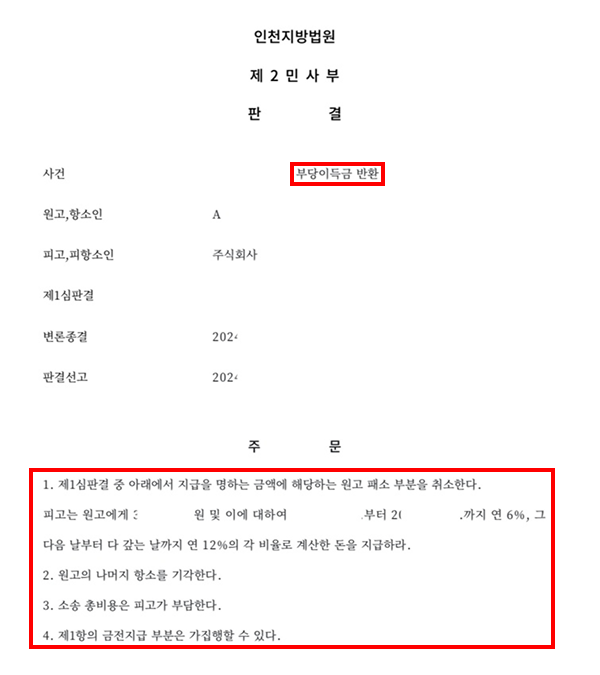 인천지방법원
제 2 민 사 부
판 결
사건 부당이득금 반환
원고,항소인 A
피고,피항소인 주식회사
제1심판결
변론종결 202
판결선고 202
주 문
1. 제1심판결 중 아래에서 지급을 명하는 금액에 해당하는 원고 패소 부분을 취소한다.
피고는 원고에게 원 및 이에 대하여 .부터 20 .까지 연 6%, 그
다음 날부터 다 갚는 날까지 연 12%의 각 비율로 계산한 돈을 지급하라.
2. 원고의 나머지 항소를 기각한다.
3. 소송 총비용은 피고가 부담한다.
4. 제1항의 금전지급 부분은 가집행할 수 있다.